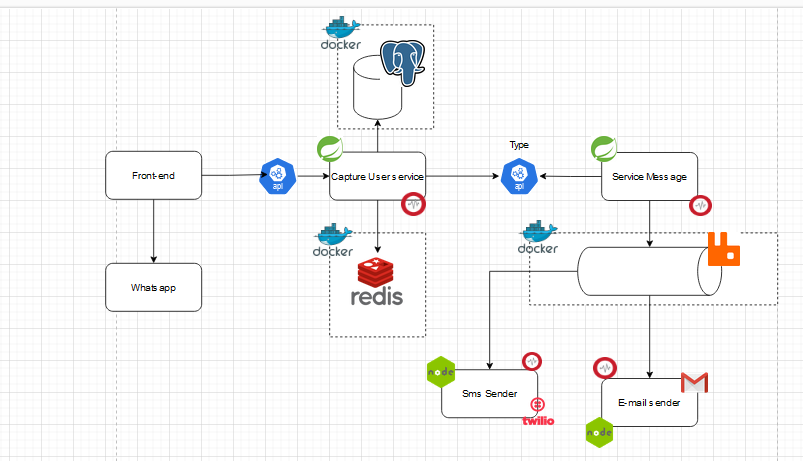 docker
Type
Front-end
api
Capture User service
api
Service Message
docker
docker
Whats app
redis
node
Sms Sender
twilio
E-mail sender
node